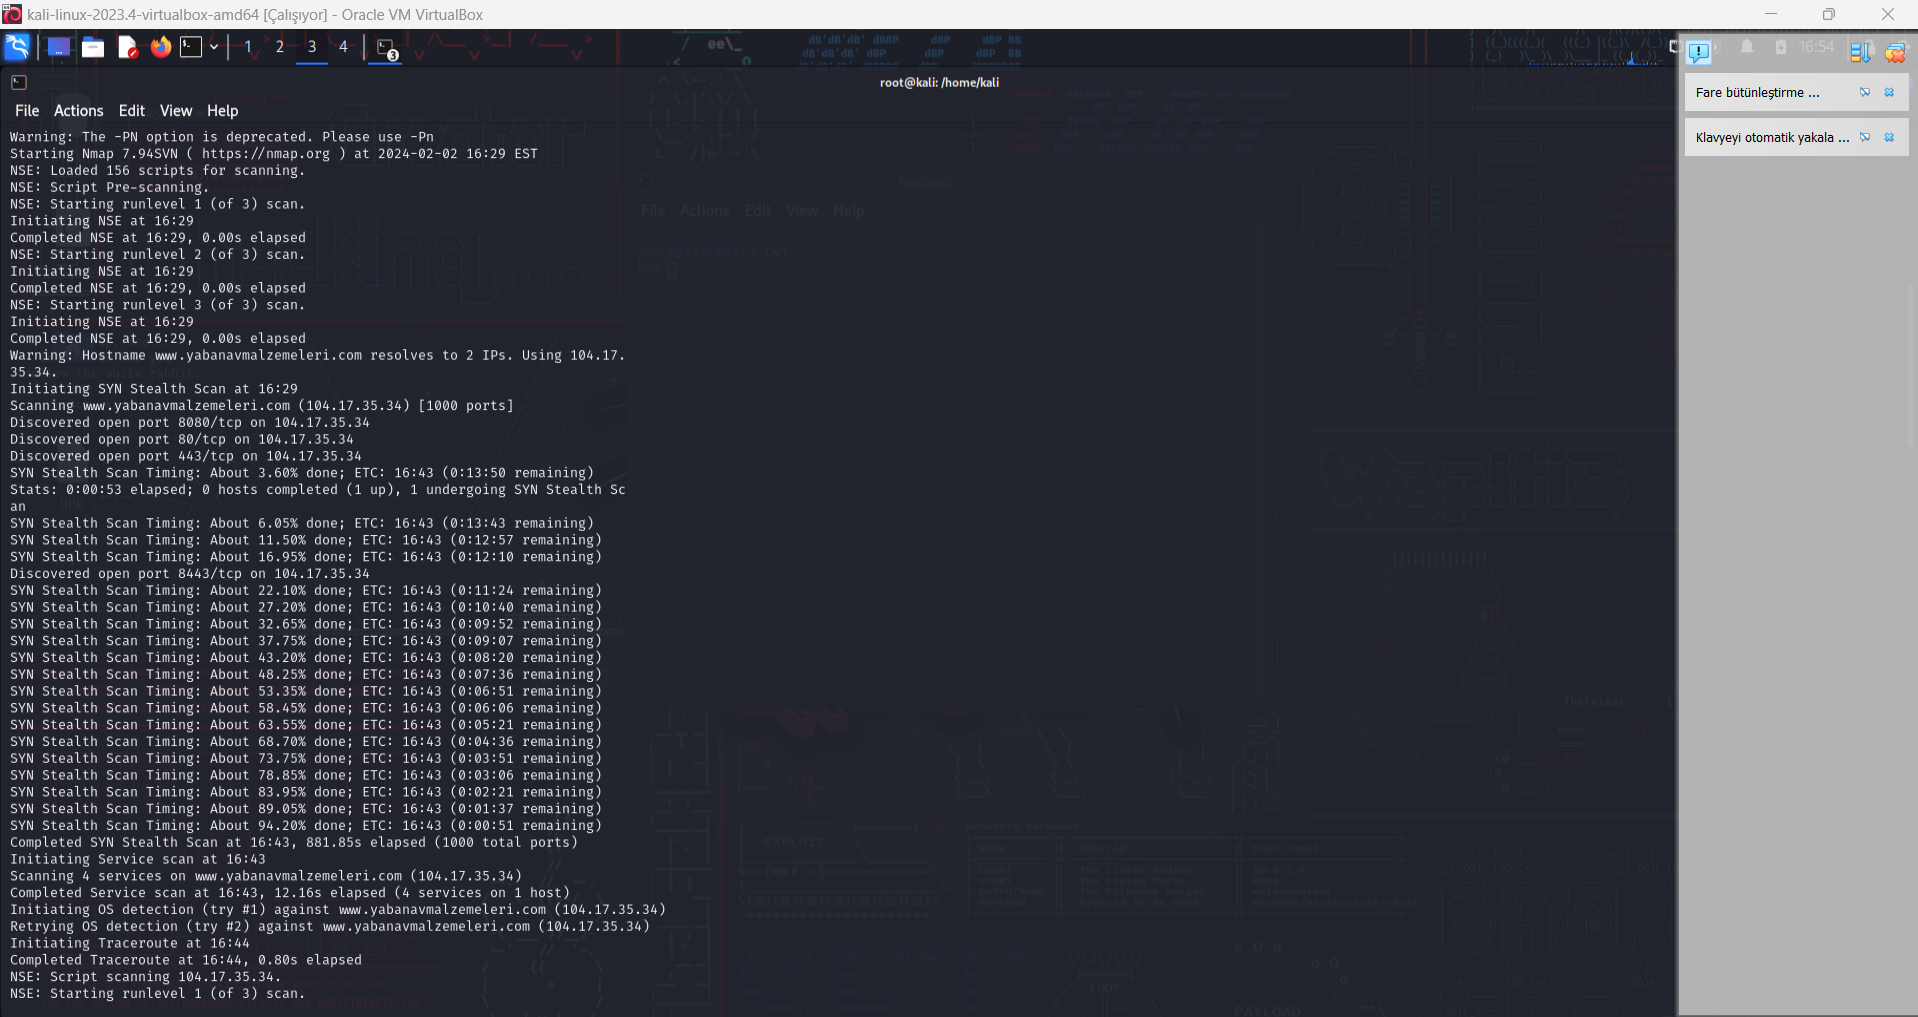 kali-linux-2023.4-virtualbox-amd64 [Çalışıyor] - Oracle VM VirtualBox
1 2 3 4 3
16:54
root@kali: /home/kali
File Actions Edit View Help
Warning: The -PN option is deprecated. Please use -Pn
Starting Nmap 7.94SVN ( https://nmap.org ) at 2024-02-02 16:29 EST
NSE: Loaded 156 scripts for scanning.
NSE: Script Pre-scanning.
NSE: Starting runlevel 1 (of 3) scan.
Initiating NSE at 16:29
Completed NSE at 16:29, 0.00s elapsed
NSE: Starting runlevel 2 (of 3) scan.
Initiating NSE at 16:29
Completed NSE at 16:29, 0.00s elapsed
NSE: Starting runlevel 3 (of 3) scan.
Initiating NSE at 16:29
Completed NSE at 16:29, 0.00s elapsed
Warning: Hostname www.yabanavmalzemeleri.com resolves to 2 IPs. Using 104.17.
35.34.
Initiating SYN Stealth Scan at 16:29
Scanning www.yabanavmalzemeleri.com (104.17.35.34) [1000 ports]
Discovered open port 8080/tcp on 104.17.35.34
Discovered open port 80/tcp on 104.17.35.34
Discovered open port 443/tcp on 104.17.35.34
SYN Stealth Scan Timing: About 3.60% done; ETC: 16:43 (0:13:50 remaining)
Stats: 0:00:53 elapsed; 0 hosts completed (1 up), 1 undergoing SYN Stealth Sc
an
SYN Stealth Scan Timing: About 6.05% done; ETC: 16:43 (0:13:43 remaining)
SYN Stealth Scan Timing: About 11.50% done; ETC: 16:43 (0:12:57 remaining)
SYN Stealth Scan Timing: About 16.95% done; ETC: 16:43 (0:12:10 remaining)
Discovered open port 8443/tcp on 104.17.35.34
SYN Stealth Scan Timing: About 22.10% done; ETC: 16:43 (0:11:24 remaining)
SYN Stealth Scan Timing: About 27.20% done; ETC: 16:43 (0:10:40 remaining)
SYN Stealth Scan Timing: About 32.65% done; ETC: 16:43 (0:09:52 remaining)
SYN Stealth Scan Timing: About 37.75% done; ETC: 16:43 (0:09:07 remaining)
SYN Stealth Scan Timing: About 43.20% done; ETC: 16:43 (0:08:20 remaining)
SYN Stealth Scan Timing: About 48.25% done; ETC: 16:43 (0:07:36 remaining)
SYN Stealth Scan Timing: About 53.35% done; ETC: 16:43 (0:06:51 remaining)
SYN Stealth Scan Timing: About 58.45% done; ETC: 16:43 (0:06:06 remaining)
SYN Stealth Scan Timing: About 63.55% done; ETC: 16:43 (0:05:21 remaining)
SYN Stealth Scan Timing: About 68.70% done; ETC: 16:43 (0:04:36 remaining)
SYN Stealth Scan Timing: About 73.75% done; ETC: 16:43 (0:03:51 remaining)
SYN Stealth Scan Timing: About 78.85% done; ETC: 16:43 (0:03:06 remaining)
SYN Stealth Scan Timing: About 83.95% done; ETC: 16:43 (0:02:21 remaining)
SYN Stealth Scan Timing: About 89.05% done; ETC: 16:43 (0:01:37 remaining)
SYN Stealth Scan Timing: About 94.20% done; ETC: 16:43 (0:00:51 remaining)
Completed SYN Stealth Scan at 16:43, 881.85s elapsed (1000 total ports)
Initiating Service scan at 16:43
Scanning 4 services on www.yabanavmalzemeleri.com (104.17.35.34)
Completed Service scan at 16:43, 12.16s elapsed (4 services on 1 host)
Initiating OS detection (try #1) against www.yabanavmalzemeleri.com (104.17.35.34)
Retrying OS detection (try #2) against www.yabanavmalzemeleri.com (104.17.35.34)
Initiating Traceroute at 16:44
Completed Traceroute at 16:44, 0.80s elapsed
NSE: Script scanning 104.17.35.34.
NSE: Starting runlevel 1 (of 3) scan.
File Actions Edit View Help
TheFatRat
EXPLOIT
[msf >]
LOOT
PAYLOAD
Fare bütünleştirme ...
Klavyeyi otomatik yakala ...